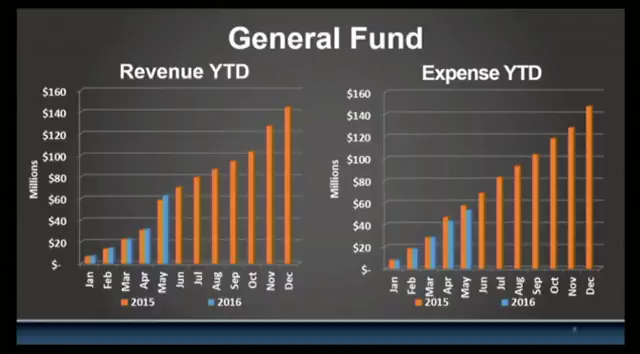 General Fund
Revenue YTD
$160
$140
$120
$100
$80
$60
$40
$20
$-
Millions
Jan
Feb
Mar
Apr
May
Jun
Jul
Aug
Sep
Oct
Nov
Dec
2015 2016
Expense YTD
$160
$140
$120
$100
$80
$60
$40
$20
$-
Millions
Jan
Feb
Mar
Apr
May
Jun
Jul
Aug
Sep
Oct
Nov
Dec
2015 2016